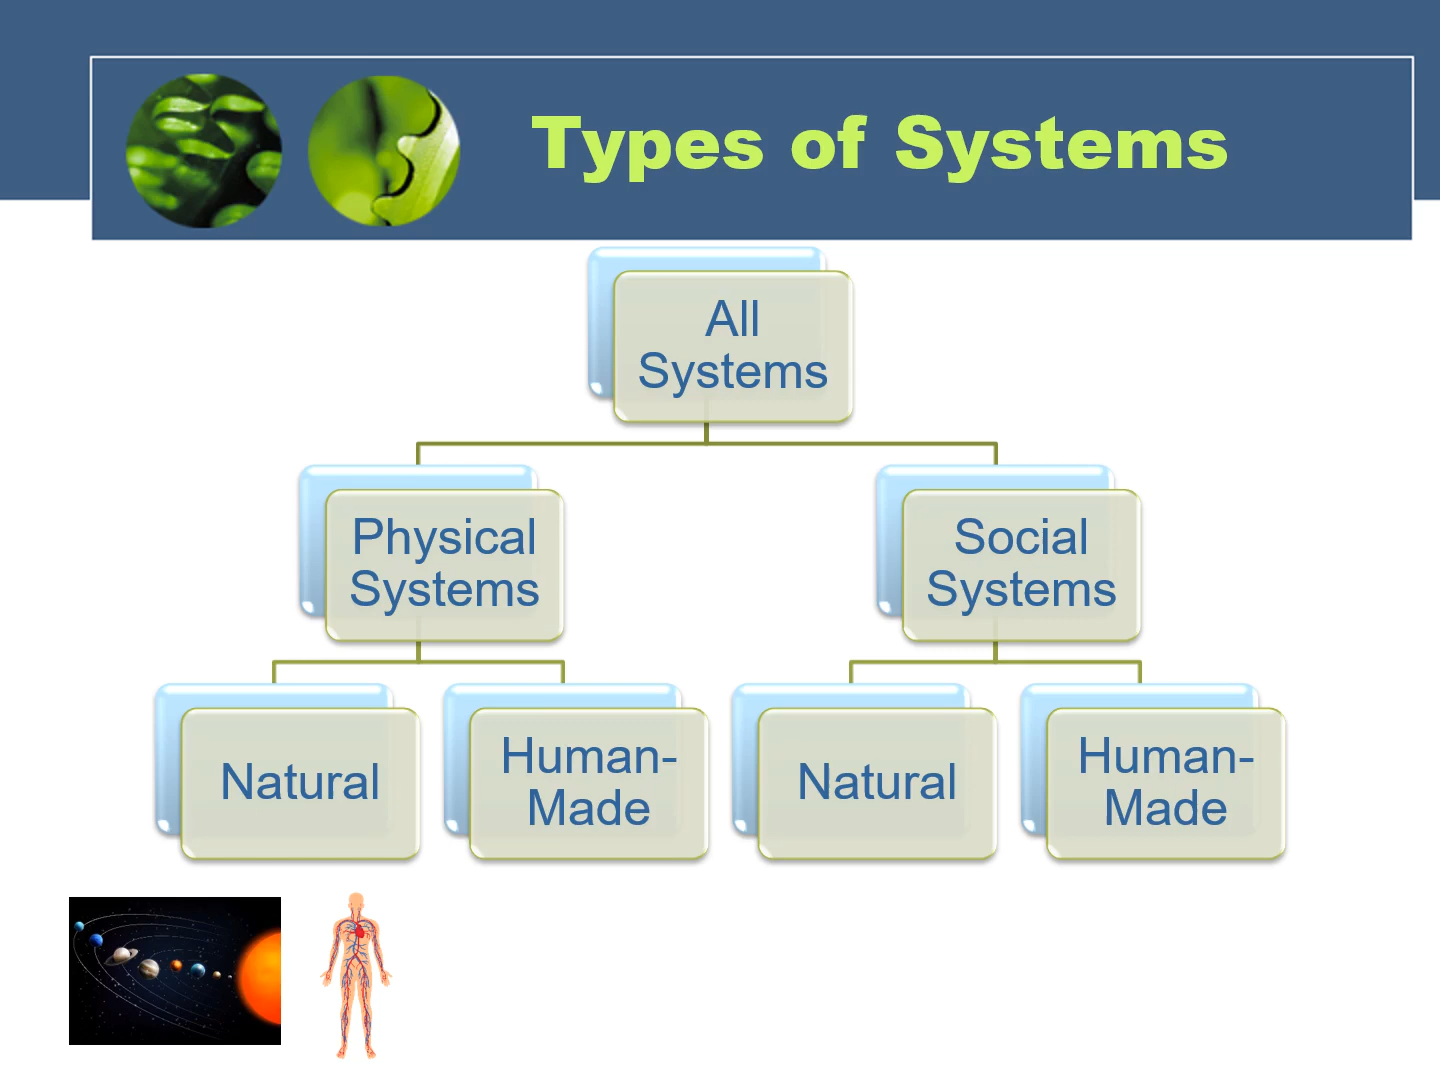 Types of Systems
All
Systems
Physical
Systems
Social
Systems
Natural
Human-
Made
Natural
Human-
Made